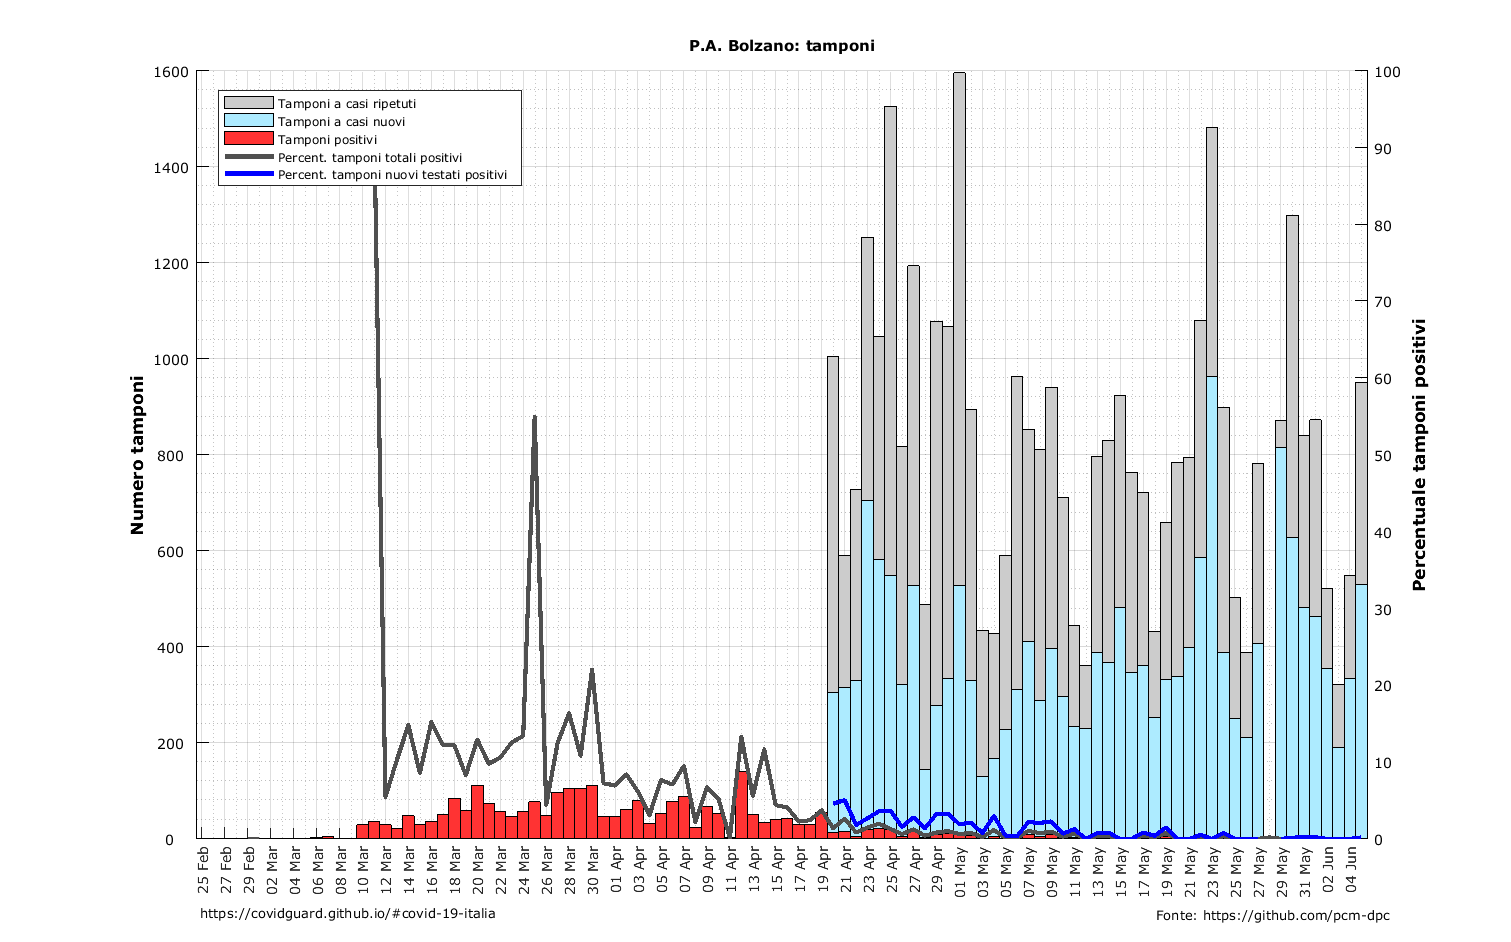 P.A. Bolzano: tamponi
Tamponi a casi ripetuti
Tamponi a casi nuovi
Tamponi positivi
Percent. tamponi totali positivi
Percent. tamponi nuovi testati positivi
Numero tamponi
1600
1400
1200
1000
800
600
400
200
0
Percentuale tamponi positivi
100
90
80
70
60
50
40
30
20
10
0
25 Feb
27 Feb
29 Feb
02 Mar
04 Mar
06 Mar
08 Mar
10 Mar
12 Mar
14 Mar
16 Mar
18 Mar
20 Mar
22 Mar
24 Mar
26 Mar
28 Mar
30 Mar
01 Apr
03 Apr
05 Apr
07 Apr
09 Apr
11 Apr
13 Apr
15 Apr
17 Apr
19 Apr
21 Apr
23 Apr
25 Apr
27 Apr
29 Apr
01 May
03 May
05 May
07 May
09 May
11 May
13 May
15 May
17 May
19 May
21 May
23 May
25 May
27 May
29 May
31 May
02 Jun
04 Jun
https://covidguard.github.io/#covid-19-italia
Fonte: https://github.com/pcm-dpc